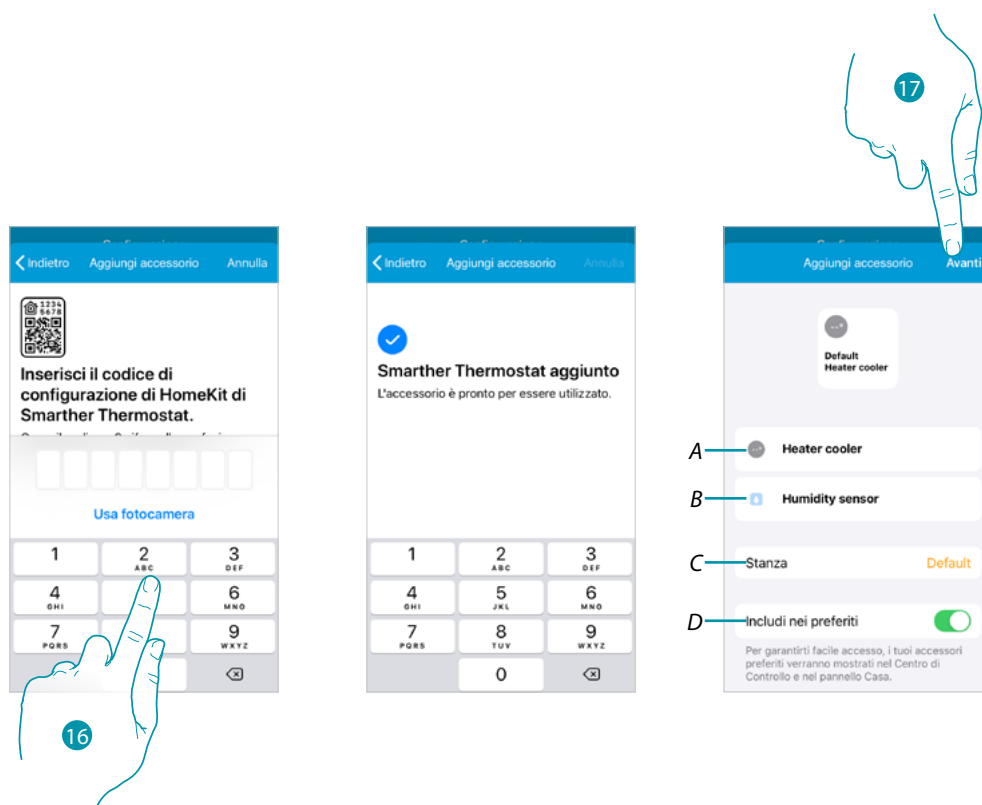 17
Indietro Aggiungi accessorio Annulla
1234
5678
Inserisci il codice di
configurazione di HomeKit di
Smarther Thermostat.
Usa fotocamera
1 2 3
ABC DEF
4 6
GHI MNO
7 9
PQRS WXYZ
16
Indietro Aggiungi accessorio Annulla
Smarther Thermostat aggiunto
L'accessorio è pronto per essere utilizzato.
1 2 3
ABC DEF
4 5 6
GHI JKL MNO
7 8 9
PQRS TUV WXYZ
0
Aggiungi accessorio Avanti
Default
Heater cooler
A Heater cooler
B Humidity sensor
C Stanza Default
D Includi nei preferiti
Per garantirti facile accesso, i tuoi accessori
preferiti verranno mostrati nel Centro di
Controllo e nel pannello Casa.